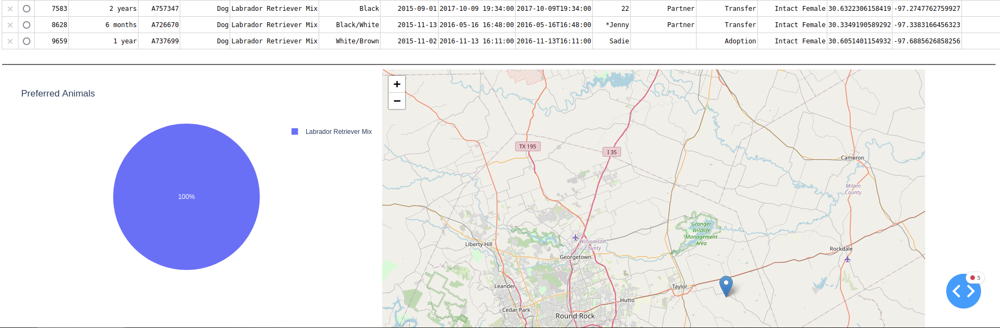 × 7583 2 years A757347 Dog Labrador Retriever Mix Black 2015-09-01 2017-10-09 19:34:00 2017-10-09T19:34:00 22 Partner Transfer Intact Female 30.6322306158419 -97.2747762759927
× 8628 6 months A726670 Dog Labrador Retriever Mix Black/White 2015-11-13 2016-05-16 16:48:00 2016-05-16T16:48:00 *Jenny Partner Transfer Intact Female 30.3349190589292 -97.3383166456323
× 9659 1 year A737699 Dog Labrador Retriever Mix White/Brown 2015-11-02 2016-11-13 16:11:00 2016-11-13T16:11:00 Sadie Adoption Intact Female 30.6051401154932 -97.6885626858256
Preferred Animals
Labrador Retriever Mix
100%
+
−
TX 195
I 35
Cameron
Milam
County
Granger
Wildlife
Management
Area
Liberty Hill
Williamson
County
Georgetown
Rockdale
Leander
Taylor
Hutto
Cedar Park
Round Rock
5